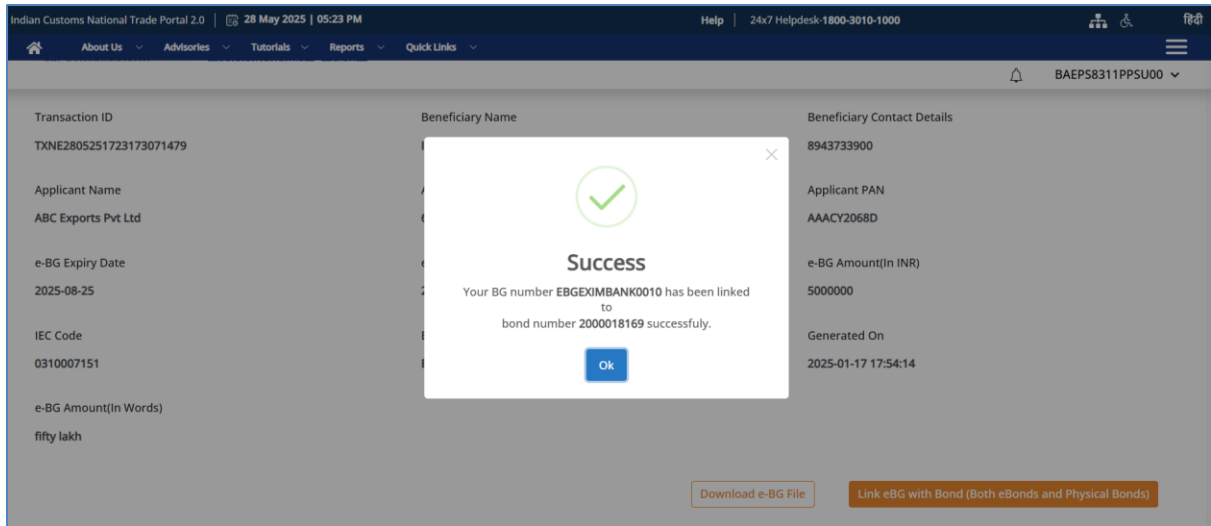 Indian Customs National Trade Portal 2.0 | 28 May 2025 | 05:23 PM Help | 24x7 Helpdesk-1800-3010-1000 हिंदी
About Us Advisories Tutorials Reports Quick Links
BAEPS8311PPSU00
Transaction ID Beneficiary Name Beneficiary Contact Details
TXNE2805251723173071479 8943733900
Applicant Name Applicant PAN
ABC Exports Pvt Ltd AAACY2068D
e-BG Expiry Date e-BG Amount(In INR)
2025-08-25 5000000
IEC Code Generated On
0310007151 2025-01-17 17:54:14
e-BG Amount(In Words)
fifty lakh
Success
Your BG number EBGEXIMBANK0010 has been linked
to
bond number 2000018169 successfuly.
Ok
Download e-BG File Link eBG with Bond (Both eBonds and Physical Bonds)